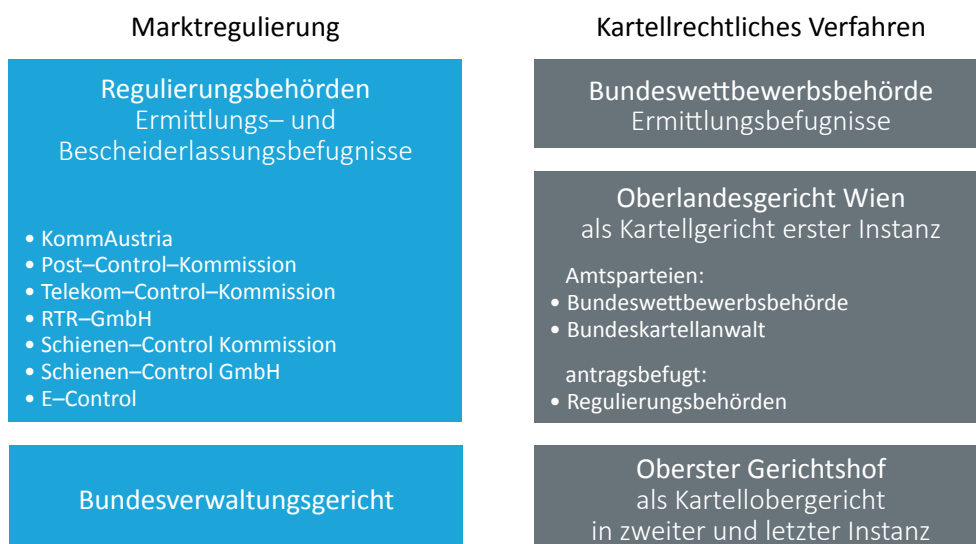 Marktregulierung
Regulierungsbehörden
Ermittlungs– und
Bescheiderlassungsbefugnisse
• KommAustria
• Post–Control–Kommission
• Telekom–Control–Kommission
• RTR–GmbH
• Schienen–Control Kommission
• Schienen–Control GmbH
• E–Control
Bundesverwaltungsgericht
Kartellrechtliches Verfahren
Bundeswettbewerbsbehörde
Ermittlungsbefugnisse
Oberlandesgericht Wien
als Kartellgericht erster Instanz
Amtsparteien:
• Bundeswettbewerbsbehörde
• Bundeskartellanwalt
antragsbefugt:
• Regulierungsbehörden
Oberster Gerichtshof
als Kartellobergericht
in zweiter und letzter Instanz